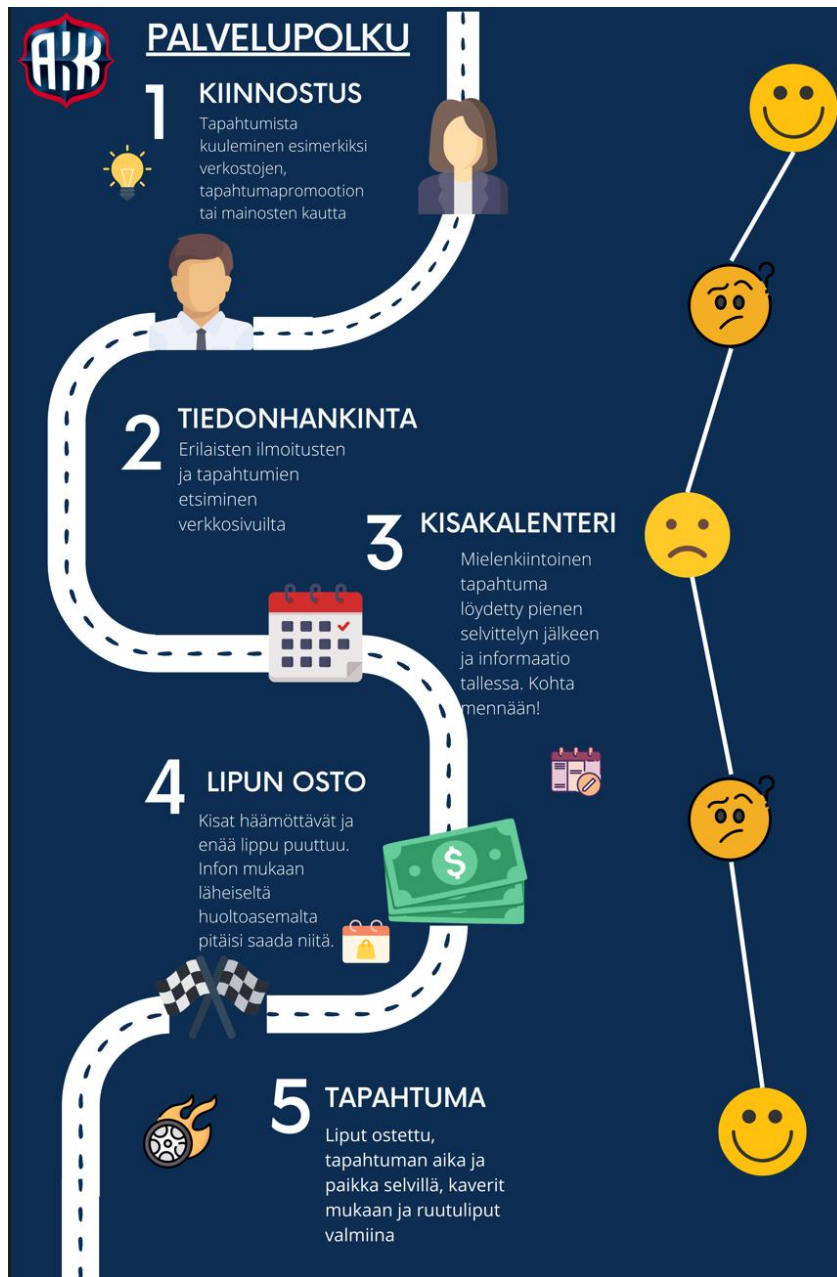 AKK
PALVELUPOLKU
1
KIINNOSTUS
Tapahtumista
kuuleminen esimerkiksi
verkostojen,
tapahtumapromootion
tai mainosten kautta
2
TIEDONHANKINTA
Erilaisten ilmoitusten
ja tapahtumien
etsiminen
verkkosivuilta
3
KISAKALENTERI
Mielenkiintoinen
tapahtuma
löydetty pienen
selvittelyn jälkeen
ja informaatio
tallessa. Kohta
mennään!
4
LIPUN OSTO
Kisat häämöttävät ja
enää lippu puuttuu.
Infon mukaan
läheiseltä
huoltoasemalta
pitäisi saada niitä.
$
5
TAPAHTUMA
Liput ostettu,
tapahtuman aika ja
paikka selvillä, kaverit
mukaan ja ruutuliput
valmiina
?
?